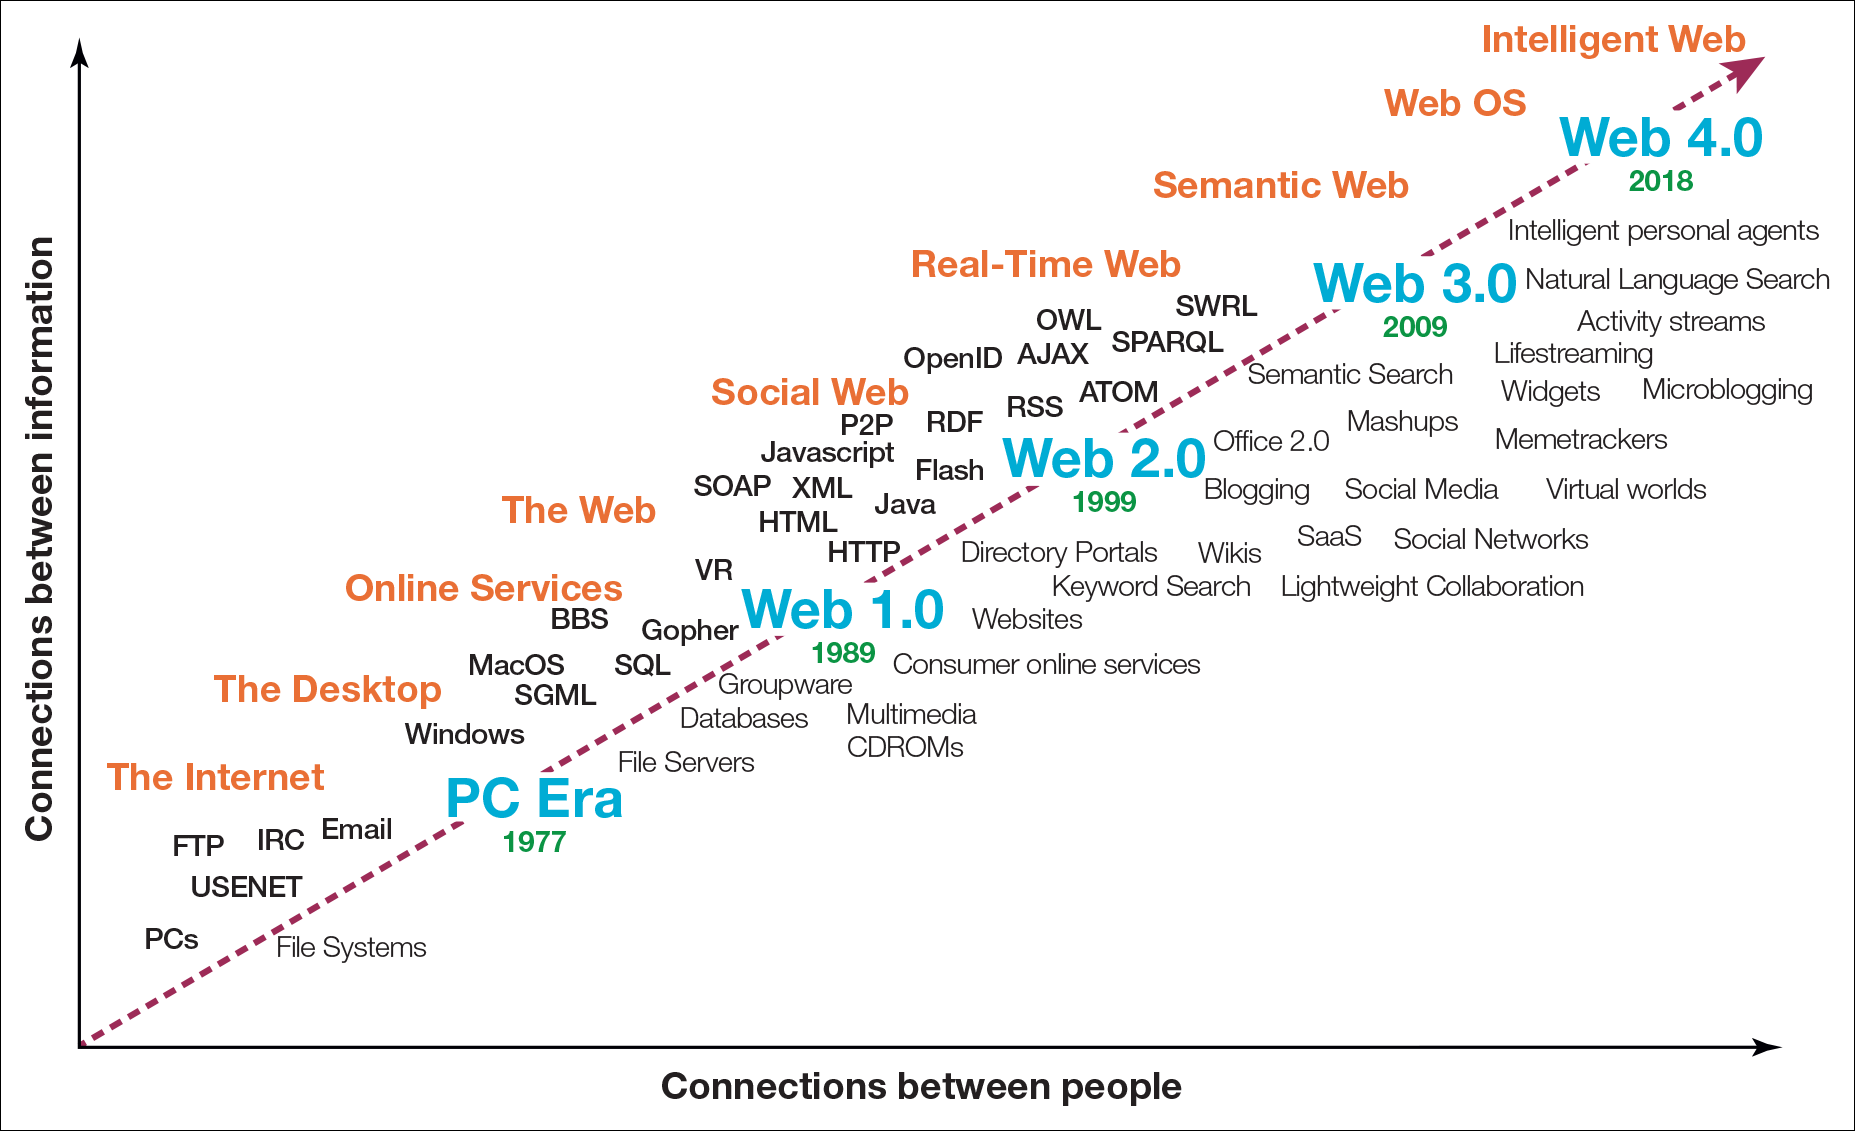 Intelligent Web
Web OS
Web 4.0
2018
Semantic Web
Intelligent personal agents
Real-Time Web
Web 3.0
2009
Natural Language Search
Activity streams
Lifestreaming
Widgets
Microblogging
Memetrackers
SWRL
OWL
SPARQL
OpenID
AJAX
Semantic Search
Mashups
Social Web
ATOM
RSS
RDF
P2P
Web 2.0
1999
Office 2.0
Javascript
Flash
SOAP
XML
Java
Blogging
Social Media
Virtual worlds
The Web
HTML
HTTP
Directory Portals
Wikis
SaaS
Social Networks
VR
Keyword Search
Lightweight Collaboration
Online Services
Web 1.0
1989
Websites
BBS
Gopher
Consumer online services
MacOS
SQL
Groupware
The Desktop
SGML
Databases
Multimedia
CDROMs
Windows
File Servers
The Internet
PC Era
1977
FTP
IRC
Email
USENET
PCs
File Systems
Connections between information
Connections between people